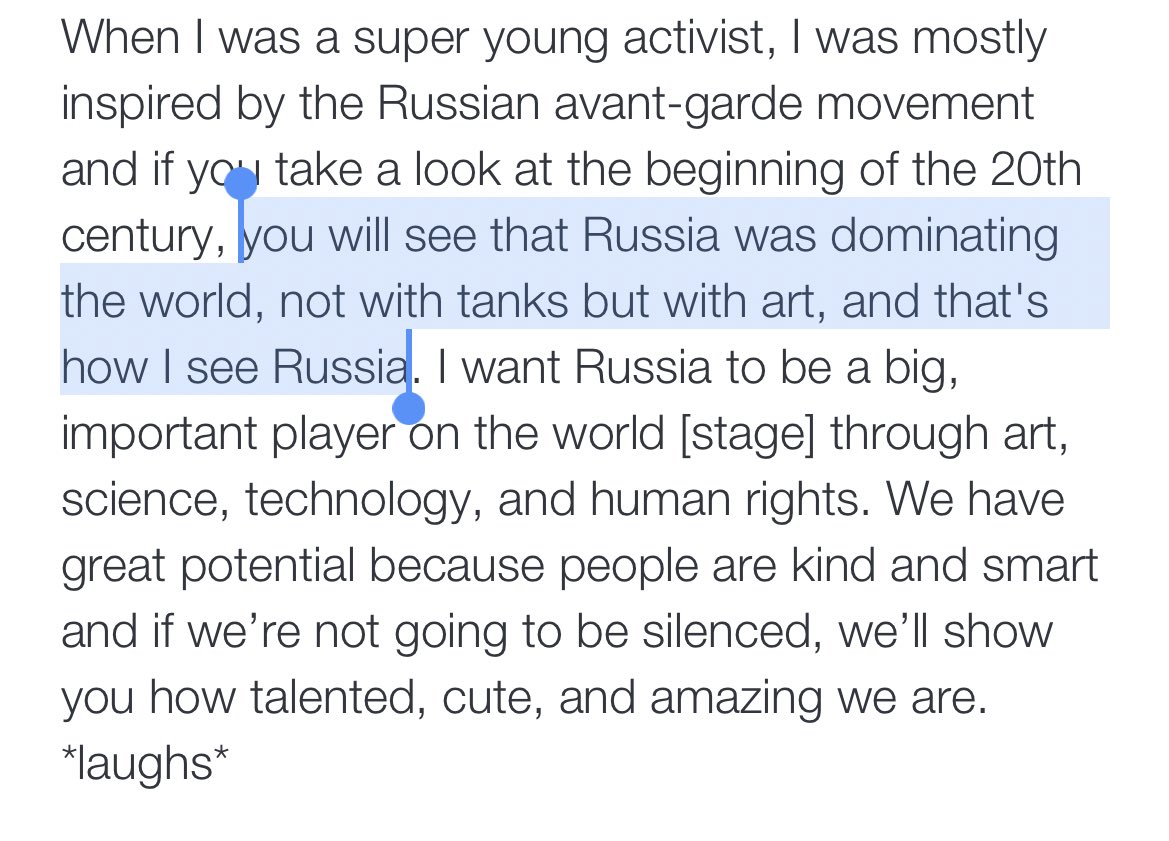 When I was a super young activist, I was mostly
inspired by the Russian avant-garde movement
and if you take a look at the beginning of the 20th
century, you will see that Russia was dominating
the world, not with tanks but with art, and that's
how I see Russia. I want Russia to be a big,
important player on the world [stage] through art,
science, technology, and human rights. We have
great potential because people are kind and smart
and if we’re not going to be silenced, we’ll show
you how talented, cute, and amazing we are.
*laughs*